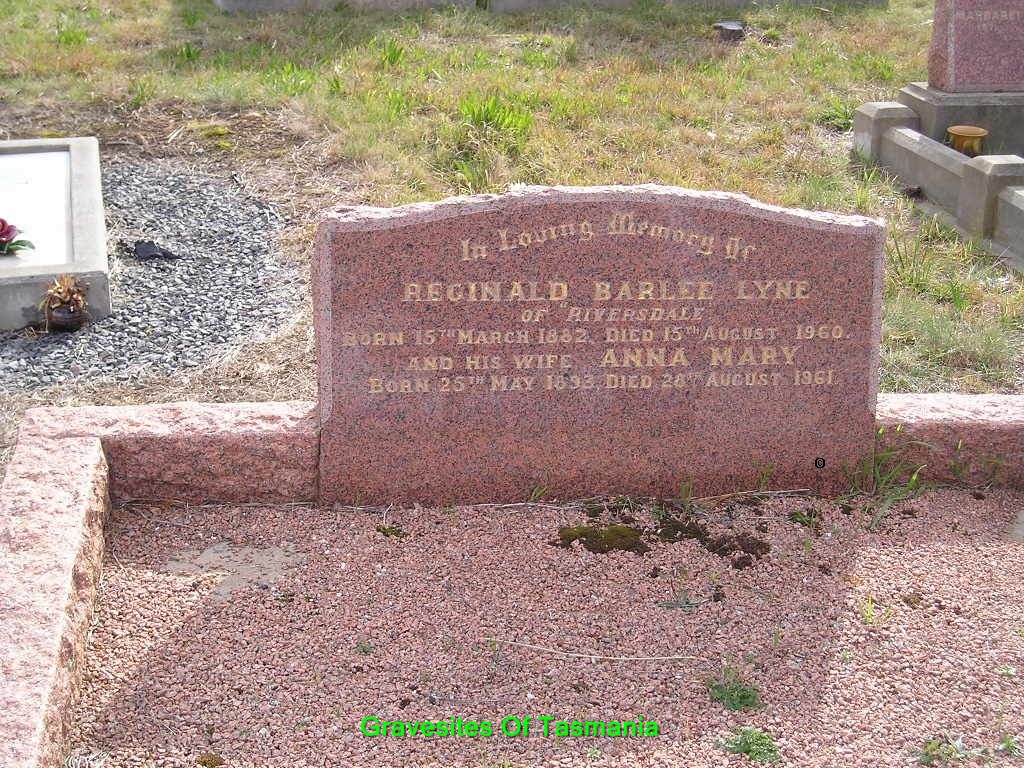 MARGARET
In Loving Memory Of
REGINALD BARLEE LYNE
OF RIVERSDALE
BORN 15TH MARCH 1882. DIED 15TH AUGUST 1960.
AND HIS WIFE ANNA MARY
BORN 25TH MAY 1893. DIED 28TH AUGUST 1961.
Gravesites Of Tasmania